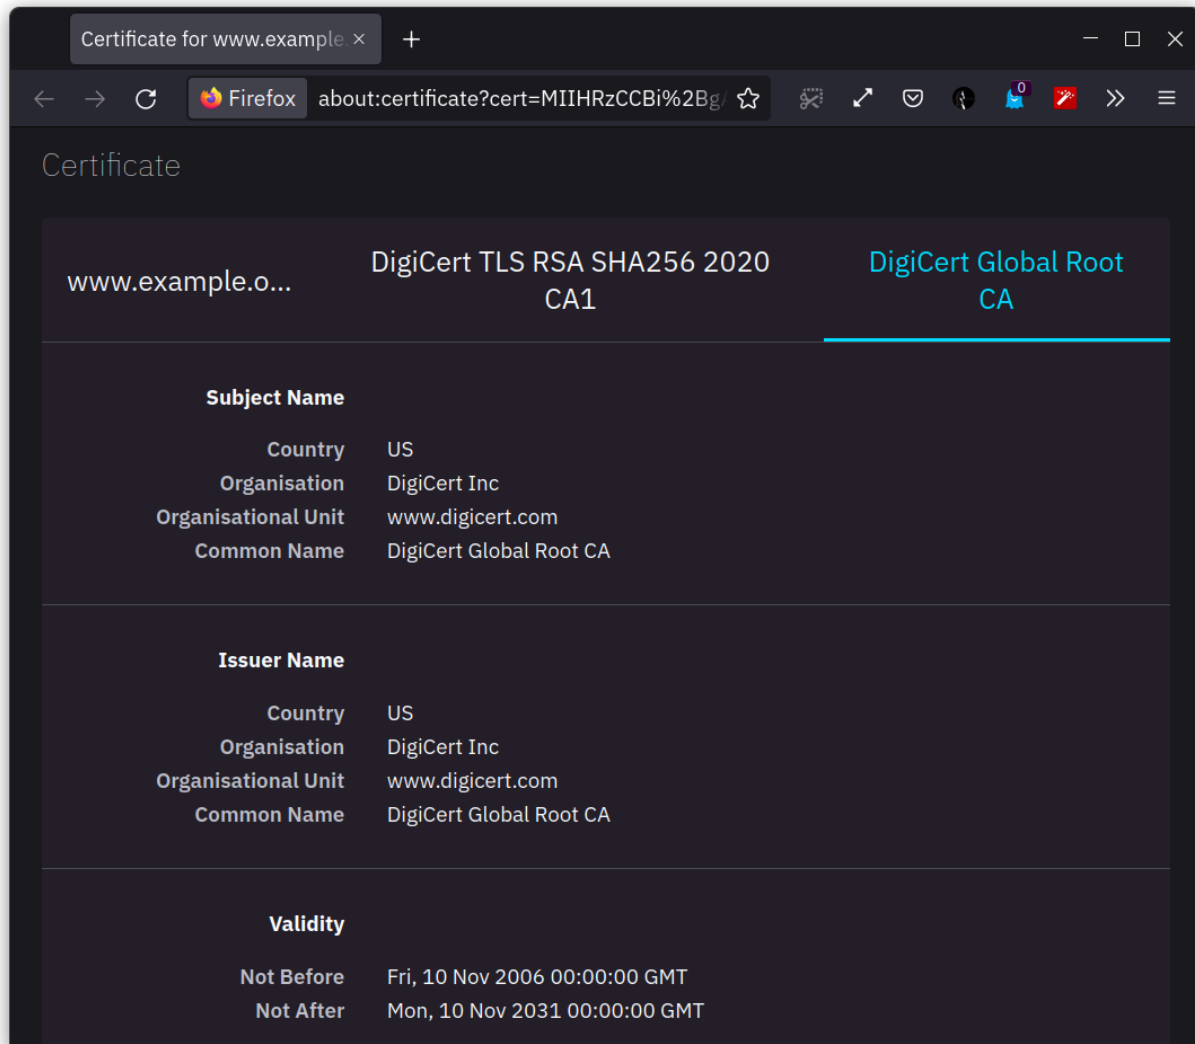 Certificate for www.example.
Firefox about:certificate?cert=MIIHRzCCBi%2Bg
0
Certificate
www.example.o...
DigiCert TLS RSA SHA256 2020
CA1
DigiCert Global Root
CA
Subject Name
Country US
Organisation DigiCert Inc
Organisational Unit www.digicert.com
Common Name DigiCert Global Root CA
Issuer Name
Country US
Organisation DigiCert Inc
Organisational Unit www.digicert.com
Common Name DigiCert Global Root CA
Validity
Not Before Fri, 10 Nov 2006 00:00:00 GMT
Not After Mon, 10 Nov 2031 00:00:00 GMT